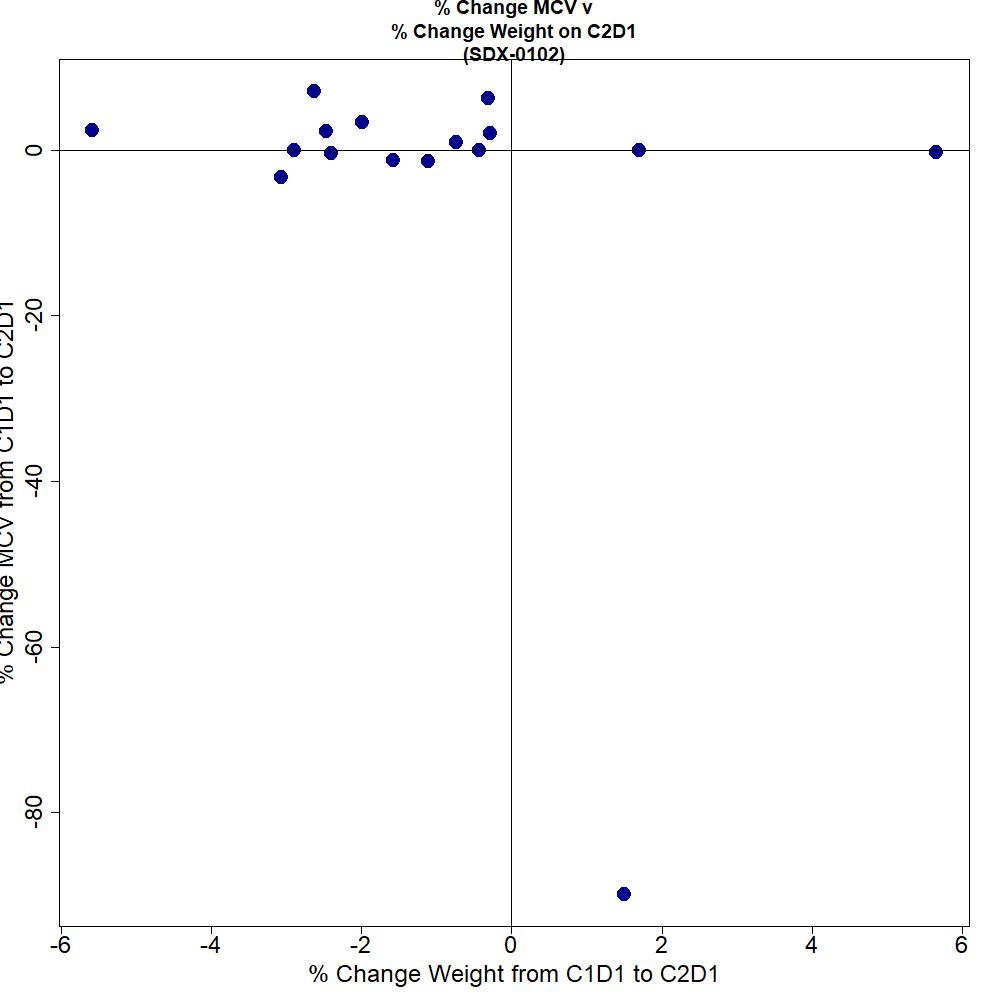 % Change MCV v
% Change Weight on C2D1
(SDX-0102)
% Change MCV from C1D1 to C2D1
0
-20
-40
-60
-80
-6
-4
-2
0
2
4
6
% Change Weight from C1D1 to C2D1